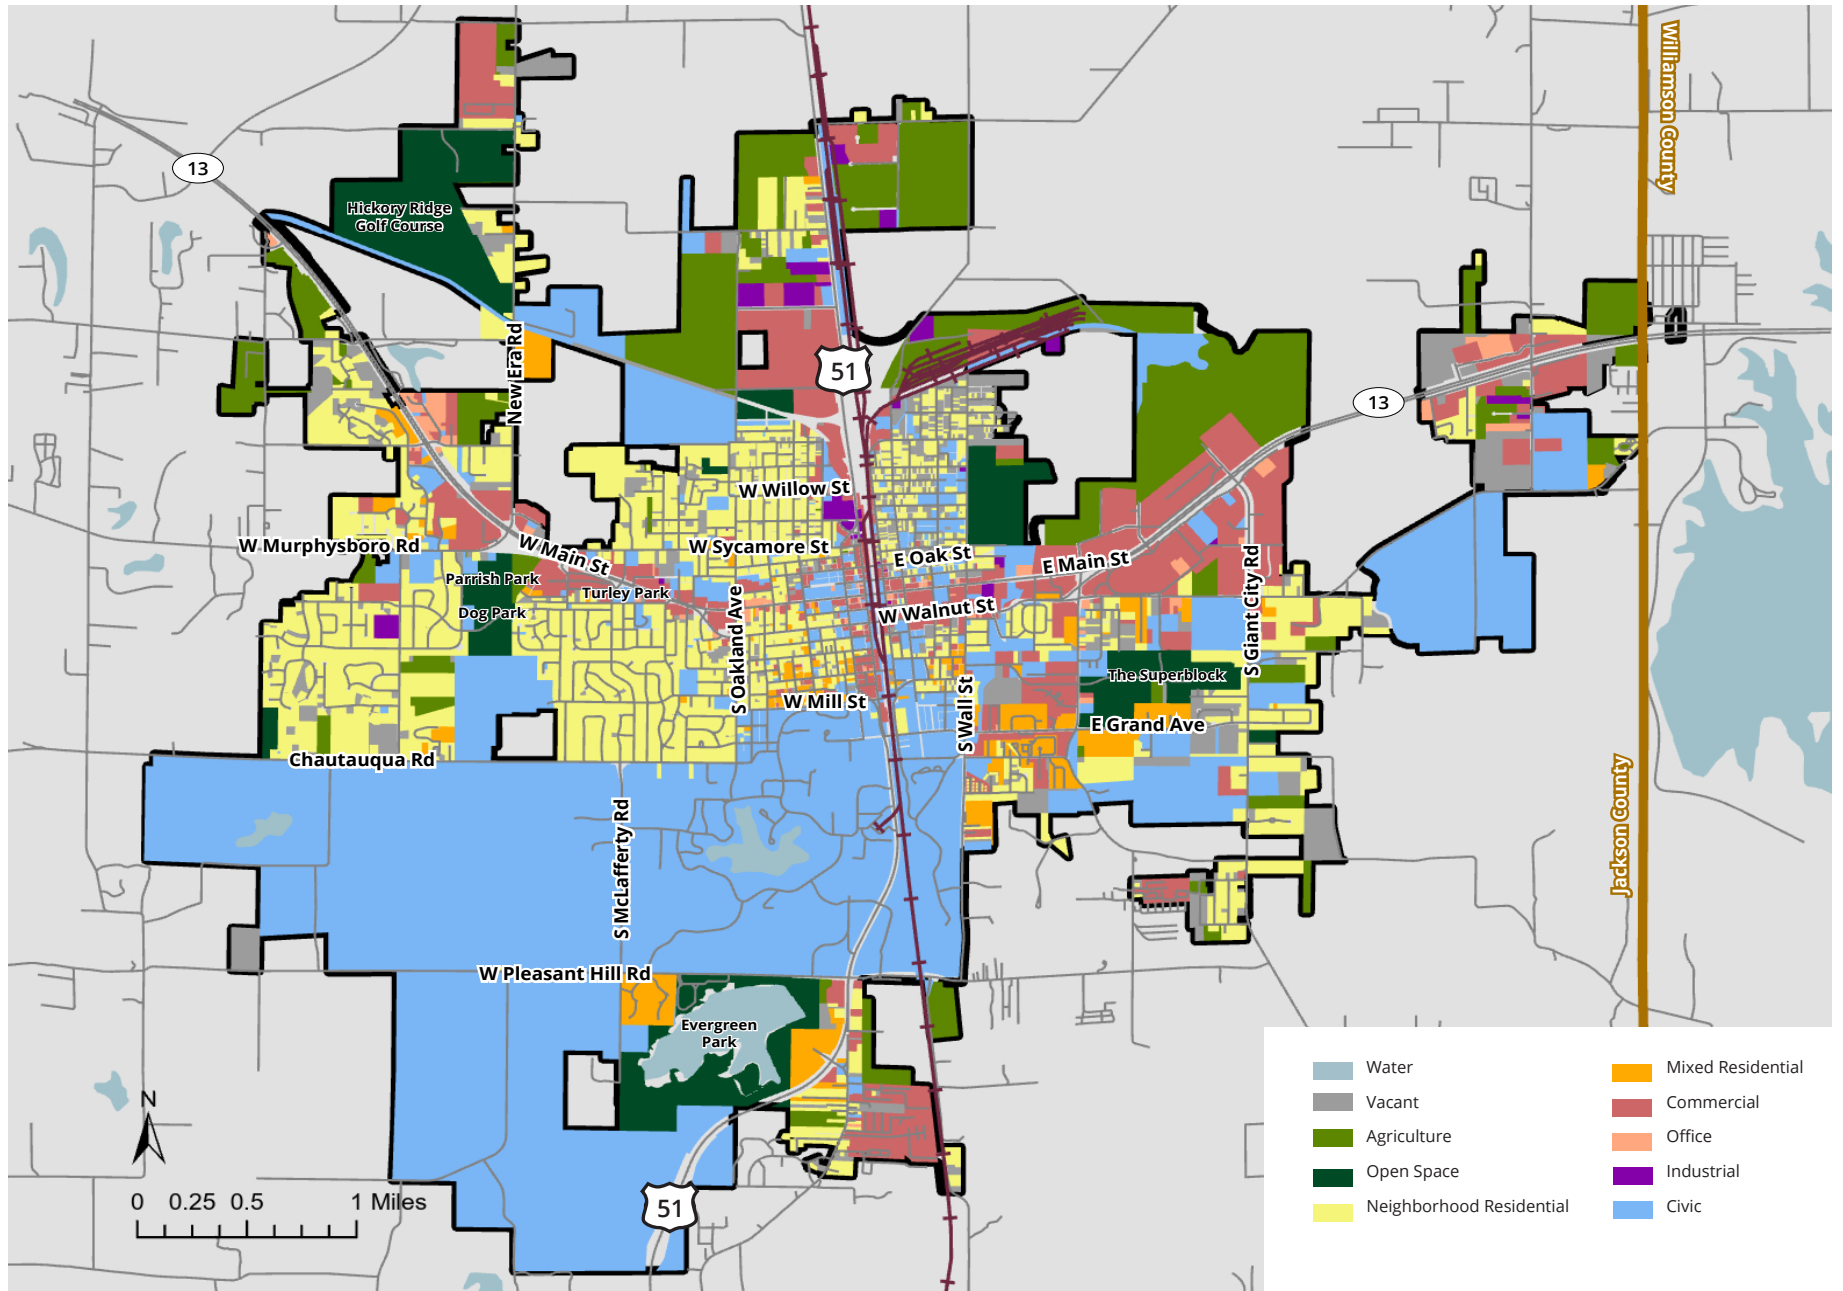 Williamson County
13
Hickory Ridge
Golf Course
New Era Rd
51
13
W Willow St
W Murphysboro Rd
W Main St
W Sycamore St
E Oak St
E Main St
Parrish Park
Turley Park
Dog Park
S Oakland Ave
W Walnut St
S Giant City Rd
The Superblock
W Mill St
S Wall St
E Grand Ave
Chautauqua Rd
Jackson County
S McLafferty Rd
W Pleasant Hill Rd
Evergreen
Park
N
0 0.25 0.5 1 Miles
51
Water
Vacant
Agriculture
Open Space
Neighborhood Residential
Mixed Residential
Commercial
Office
Industrial
Civic